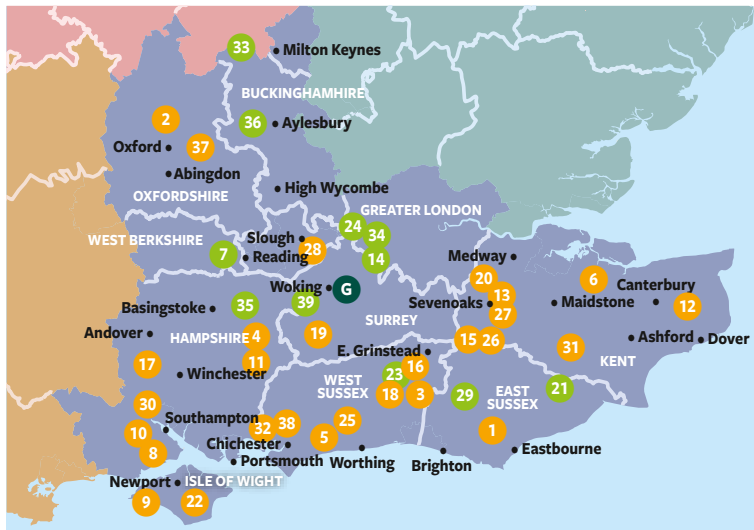 33
Milton Keynes
BUCKINGHAMHIRE
2
36
Aylesbury
Oxford
37
Abingdon
OXFORDSHIRE
High Wycombe
GREATER LONDON
24
34
WEST BERKSHIRE
Slough
28
7
Reading
14
Medway
20
6
Canterbury
Woking
G
13
Sevenoaks
Maidstone
12
Basingstoke
35
39
27
Andover
HAMPSHIRE
4
19
SURREY
15
26
Ashford
Dover
E. Grinstead
31
KENT
17
11
Winchester
WEST
SUSSEX
23
16
18
3
29
EAST
SUSSEX
21
30
Southampton
10
8
32
38
25
5
1
Chichester
Portsmouth
Worthing
Brighton
Eastbourne
Newport
ISLE OF WIGHT
9
22